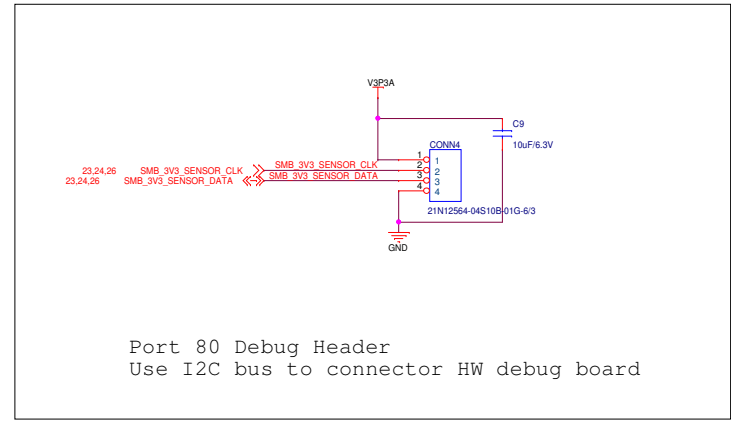 V3P3A
C9
10uF/6.3V
CONN4
1 1
23,24,26 SMB_3V3_SENSOR_CLK SMB_3V3_SENSOR_CLK 2 2
23,24,26 SMB_3V3_SENSOR_DATA SMB_3V3_SENSOR_DATA 3 3
4 4
21N12564-04S10B-01G-6/3
GND
Port 80 Debug Header
Use I2C bus to connector HW debug board